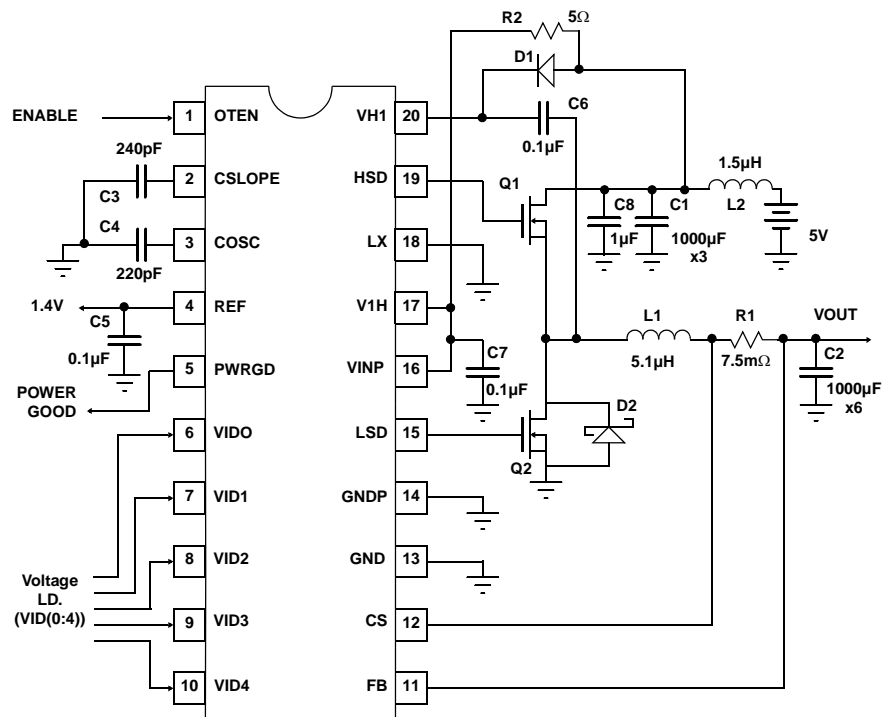 R2
5Ω
D1
C6
0.1µF
ENABLE
1
OTEN
VH1
20
240pF
C3
2
CSLOPE
HSD
19
Q1
1.5µH
L2
5V
C8
1µF
C1
1000µF
x3
C4
220pF
3
COSC
LX
18
1.4V
C5
0.1µF
4
REF
V1H
17
L1
5.1µH
R1
7.5mΩ
VOUT
C2
1000µF
x6
POWER
GOOD
5
PWRGD
VINP
16
C7
0.1µF
6
VIDO
LSD
15
Q2
D2
7
VID1
GNDP
14
Voltage
I.D.
(VID(0:4))
8
VID2
GND
13
9
VID3
CS
12
10
VID4
FB
11